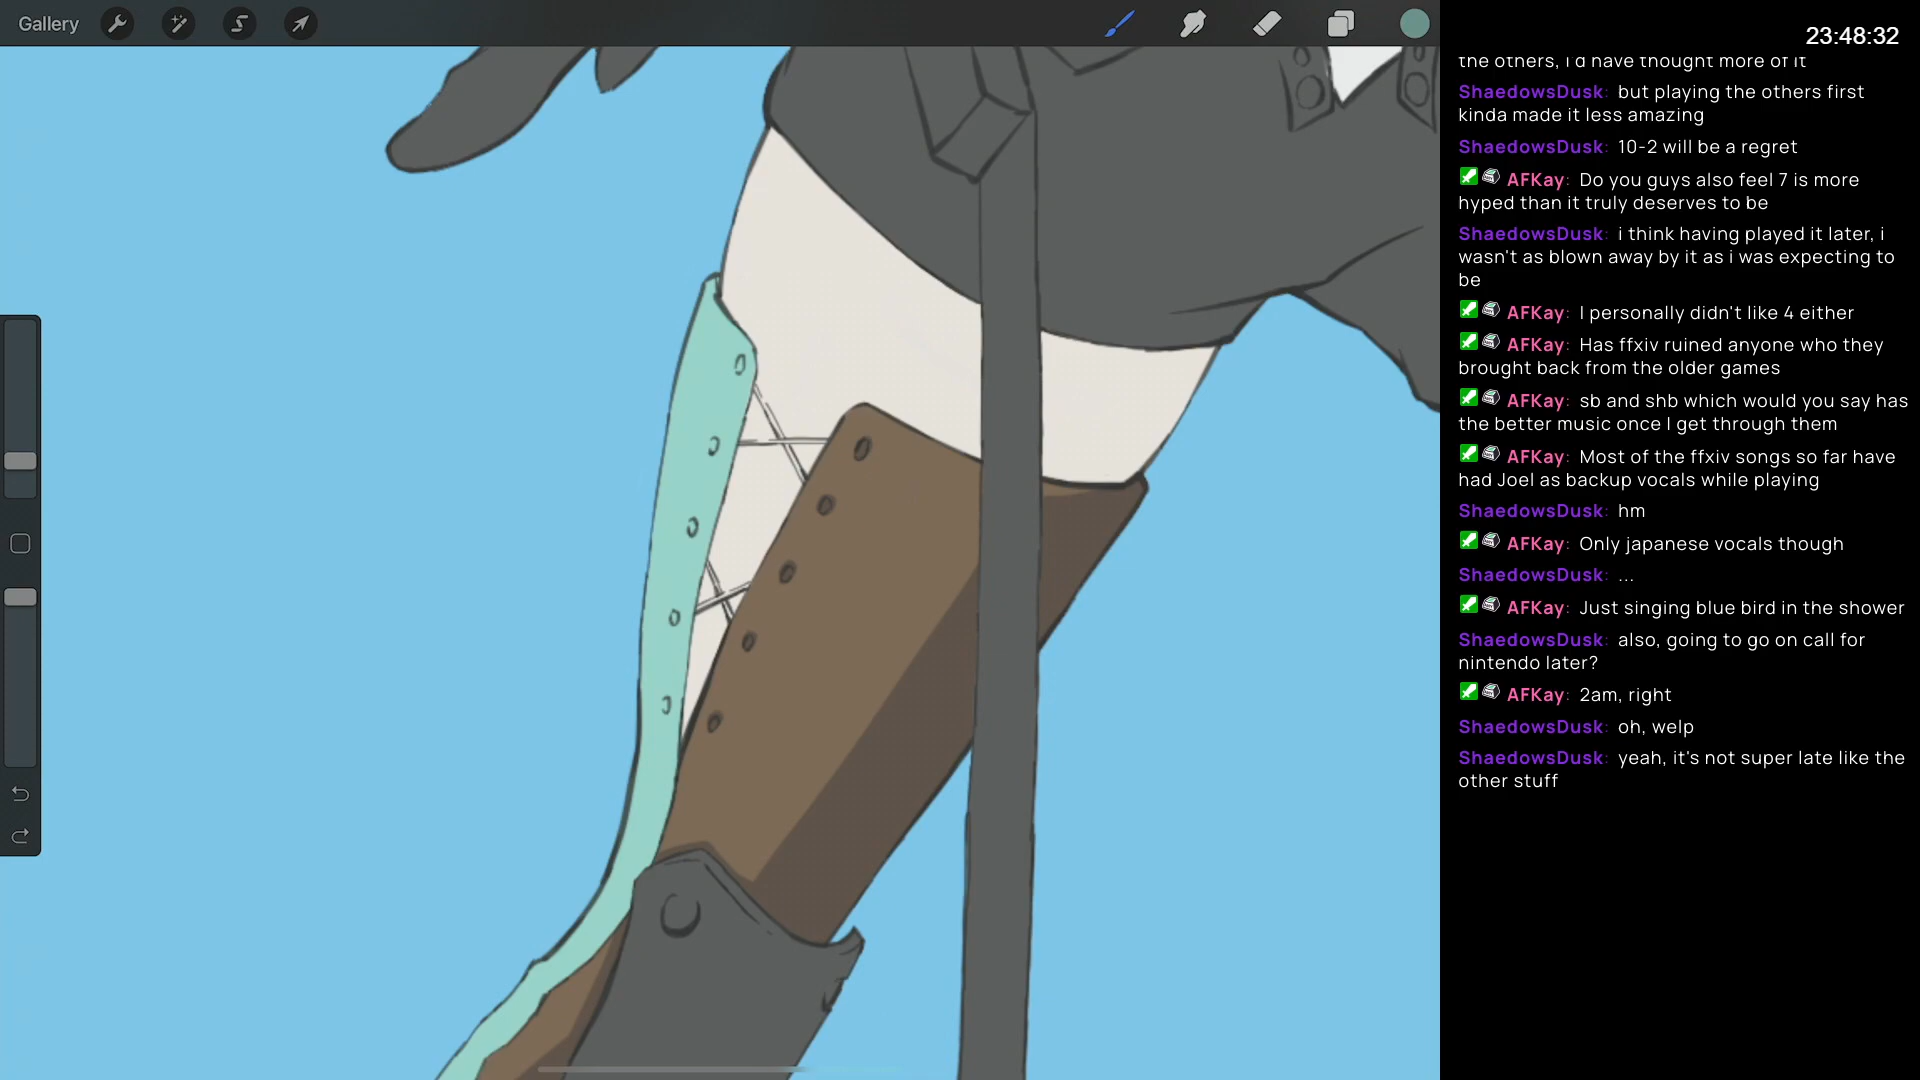 Gallery
23:48:32
the others, i'd have thought more of it
ShaedowsDusk: but playing the others first
kinda made it less amazing
ShaedowsDusk: 10-2 will be a regret
AFKay: Do you guys also feel 7 is more
hyped than it truly deserves to be
ShaedowsDusk: i think having played it later, i
wasn't as blown away by it as i was expecting to
be
AFKay: I personally didn't like 4 either
AFKay: Has ffxiv ruined anyone who they
brought back from the older games
AFKay: sb and shb which would you say has
the better music once I get through them
AFKay: Most of the ffxiv songs so far have
had Joel as backup vocals while playing
ShaedowsDusk: hm
AFKay: Only japanese vocals though
ShaedowsDusk: ...
AFKay: Just singing blue bird in the shower
ShaedowsDusk: also, going to go on call for
nintendo later?
AFKay: 2am, right
ShaedowsDusk: oh, welp
ShaedowsDusk: yeah, it's not super late like the
other stuff